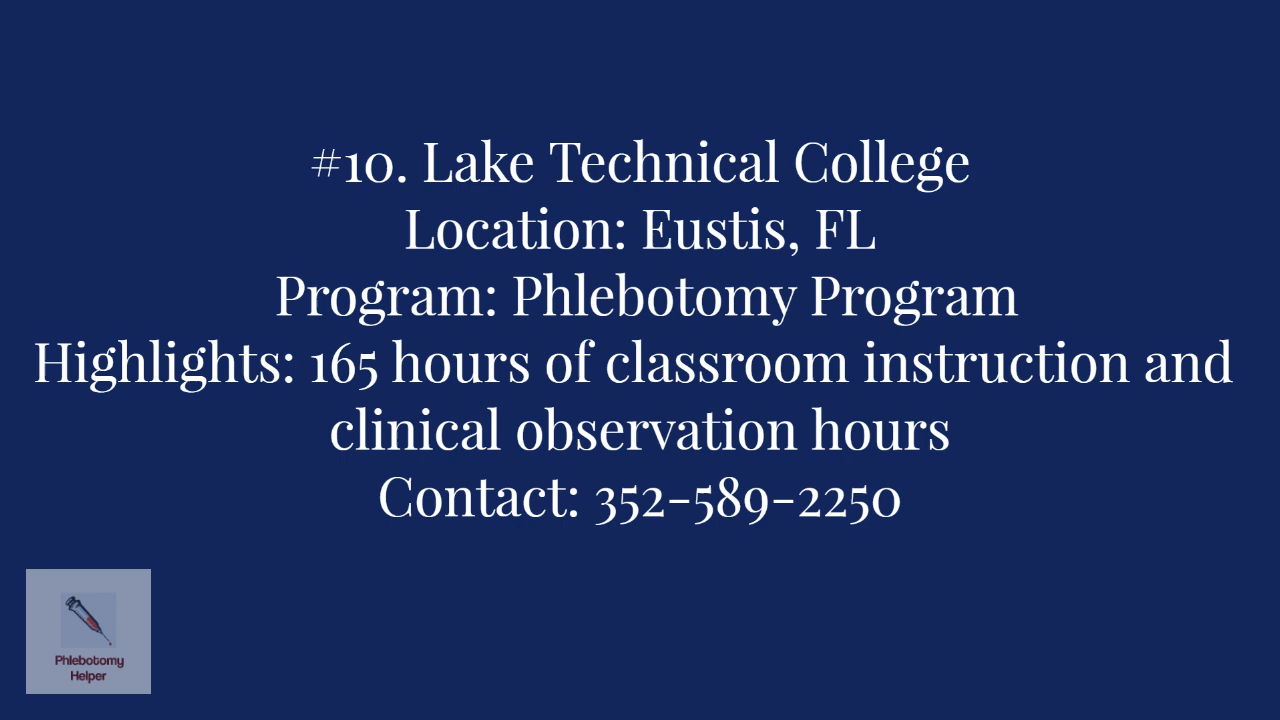 #10. Lake Technical College
Location: Eustis, FL
Program: Phlebotomy Program
Highlights: 165 hours of classroom instruction and
clinical observation hours
Contact: 352-589-2250
Phlebotomy
Helper